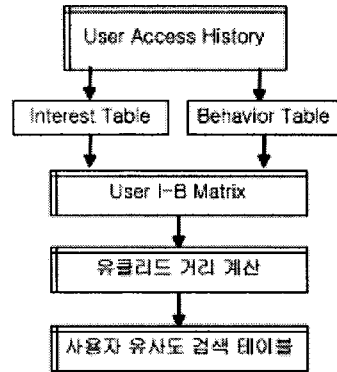 User Access History
Interest Table
Behavior Table
User I-B Matrix
유클리드 거리 계산
사용자 유사도 검색 테이블